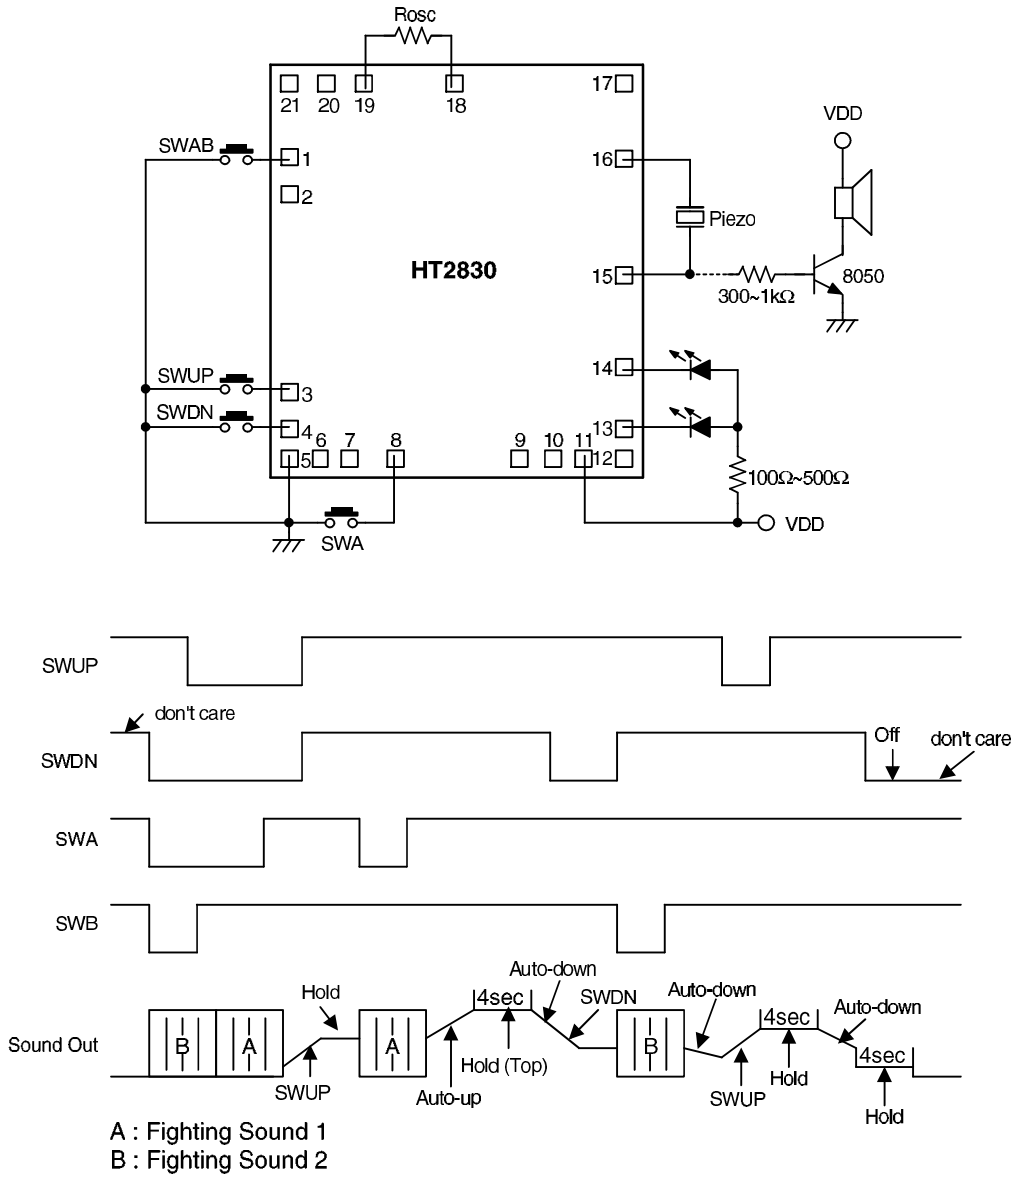 Rosc
21 20 19 18 17
SWAB 1 16 VDD
2 Piezo
HT2830 15 8050
300~1kΩ
SWUP 3 14
SWDN 4 13
5 6 7 8 9 10 11 12 100Ω~500Ω
SWA VDD
SWUP
don't care
SWDN Off don't care
SWA
SWB
Sound Out B A Hold A 4sec Auto-down SWDN B Auto-down 4sec Auto-down 4sec
SWUP Auto-up Hold (Top) SWUP Hold Hold
A : Fighting Sound 1
B : Fighting Sound 2